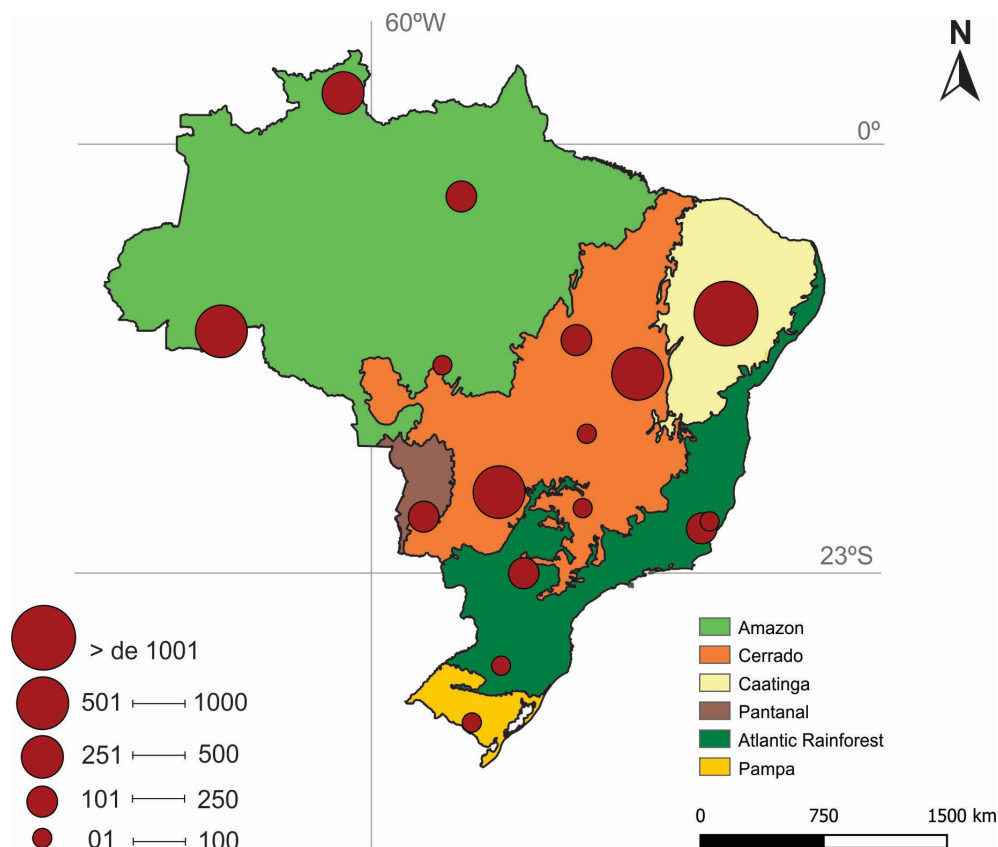 60ºW
N
0º
23ºS
> de 1001
501 1000
251 500
101 250
01 100
Amazon
Cerrado
Caatinga
Pantanal
Atlantic Rainforest
Pampa
0 750 1500 km